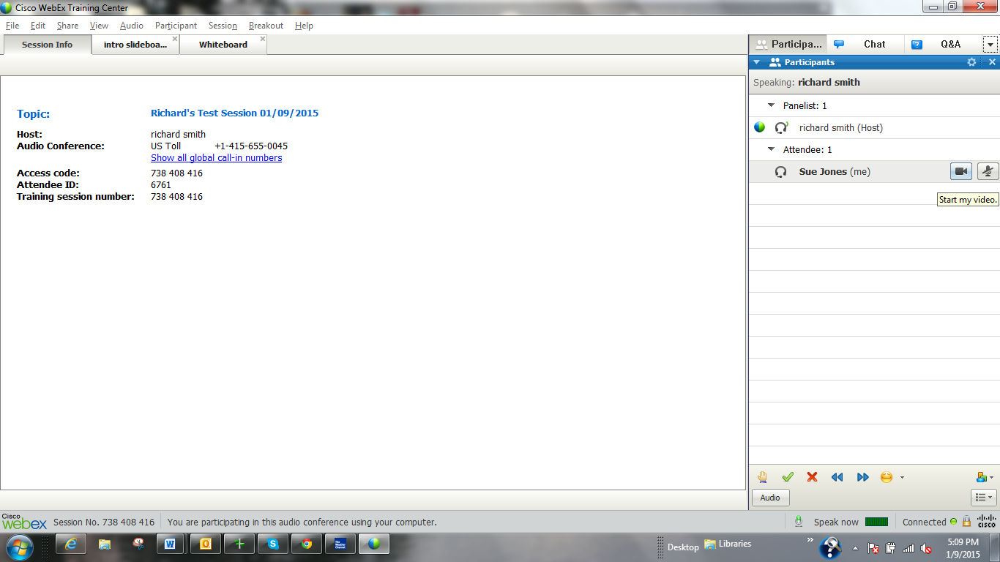 Cisco WebEx Training Center
File Edit Share View Audio Participant Session Breakout Help
Session Info intro slideboa... Whiteboard
Participa... Chat Q&A
Participants
Speaking: richard smith
Panelist: 1
richard smith (Host)
Attendee: 1
Sue Jones (me)
Start my video.
Topic: Richard's Test Session 01/09/2015
Host: richard smith
Audio Conference: US Toll +1-415-655-0045
Show all global call-in numbers
Access code: 738 408 416
Attendee ID: 6761
Training session number: 738 408 416
Audio
Cisco webex Session No. 738 408 416 You are participating in this audio conference using your computer. Speak now Connected CISCO
Desktop Libraries
5:09 PM
1/9/2015